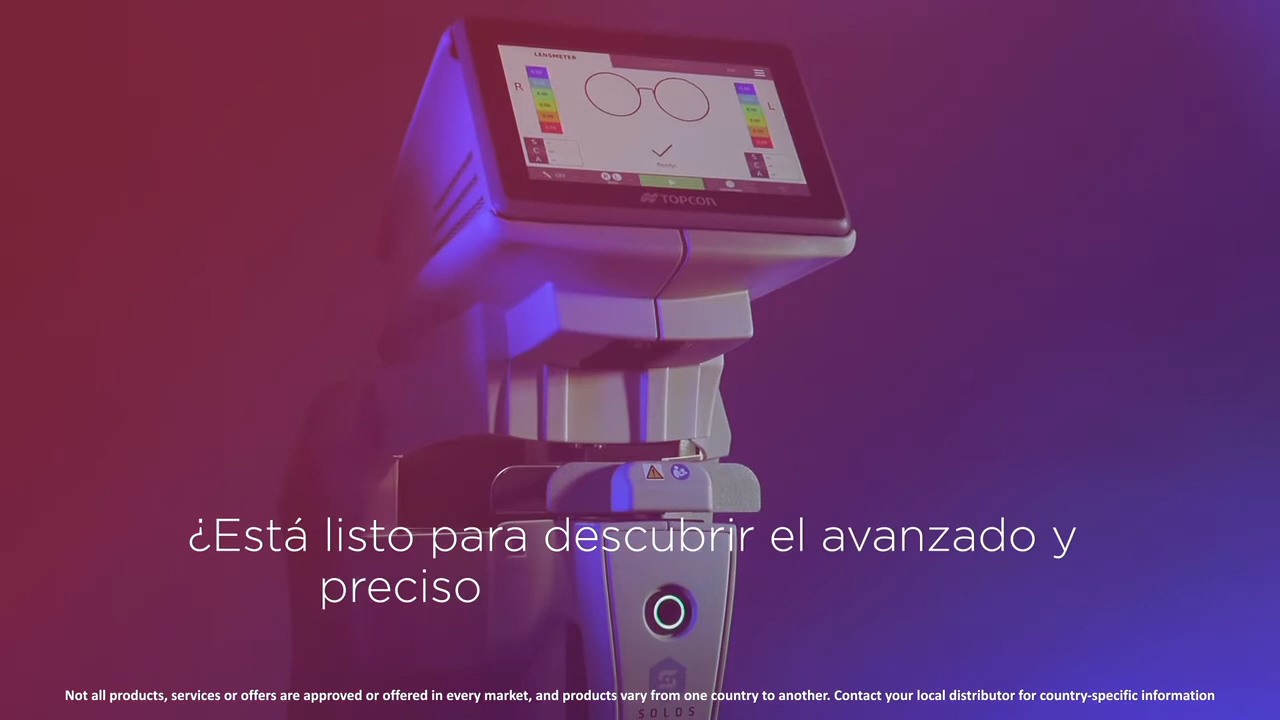 LENSMETER
R
L
S
C
A
S
C
A
OFF
R L
Ready!
TOPCON
¿Está listo para descubrir el avanzado y
preciso
Not all products, services or offers are approved or offered in every market, and products vary from one country to another. Contact your local distributor for country-specific information
SOLOS